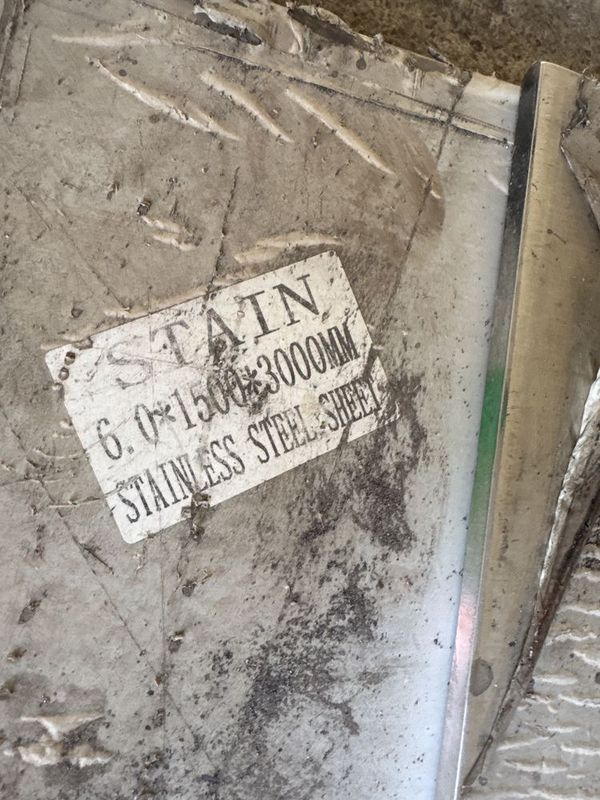 STAIN
6.0*1500*3000MM
STAINLESS STEEL SHEET